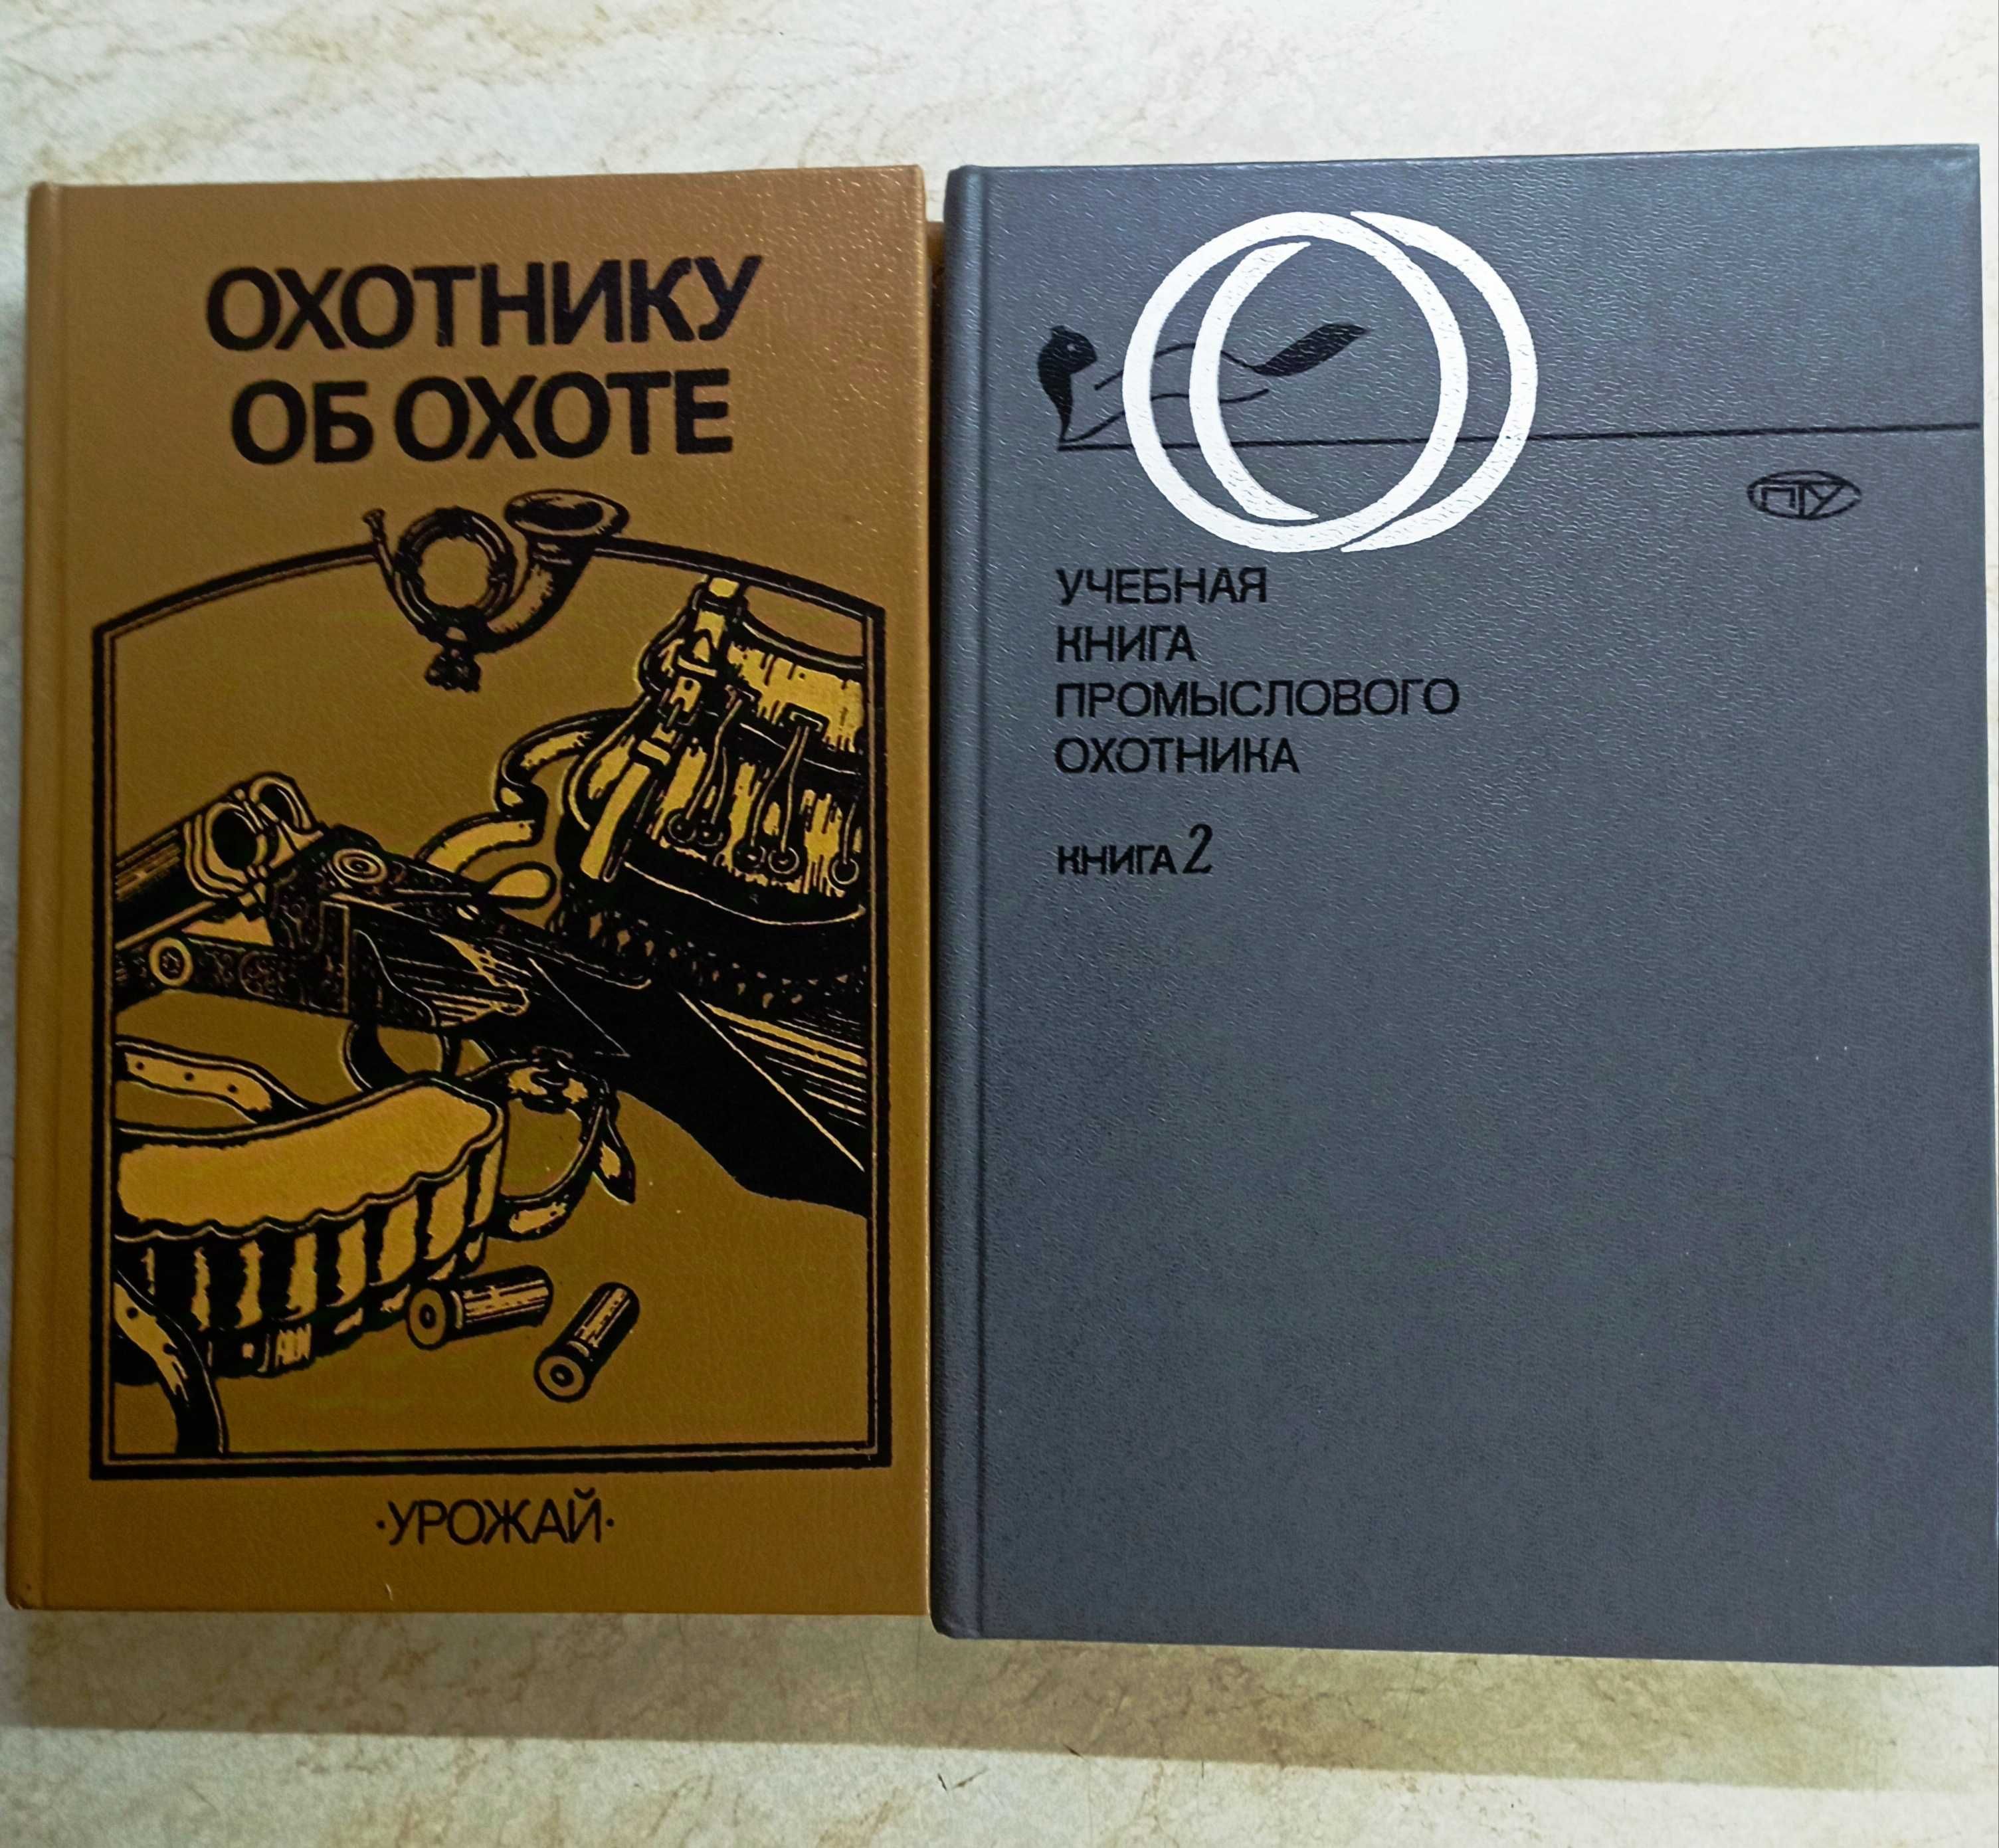 ОХОТНИКУ
ОБ ОХОТЕ
·УРОЖАЙ·
ПТУ
УЧЕБНАЯ
КНИГА
ПРОМЫСЛОВОГО
ОХОТНИКА
КНИГА 2